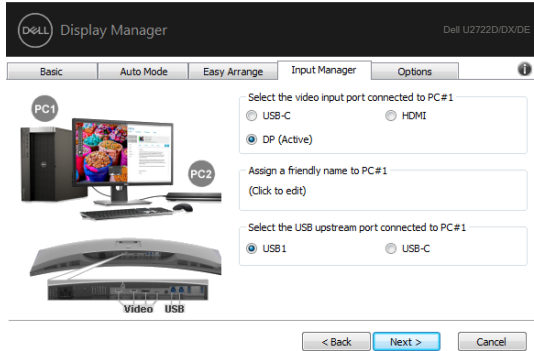 DELL Display Manager
Dell U2722D/DX/DE
Basic Auto Mode Easy Arrange Input Manager Options
PC1
PC2
Video USB
Select the video input port connected to PC#1
USB-C HDMI
DP (Active)
Assign a friendly name to PC#1
(Click to edit)
Select the USB upstream port connected to PC#1
USB1 USB-C
< Back Next > Cancel